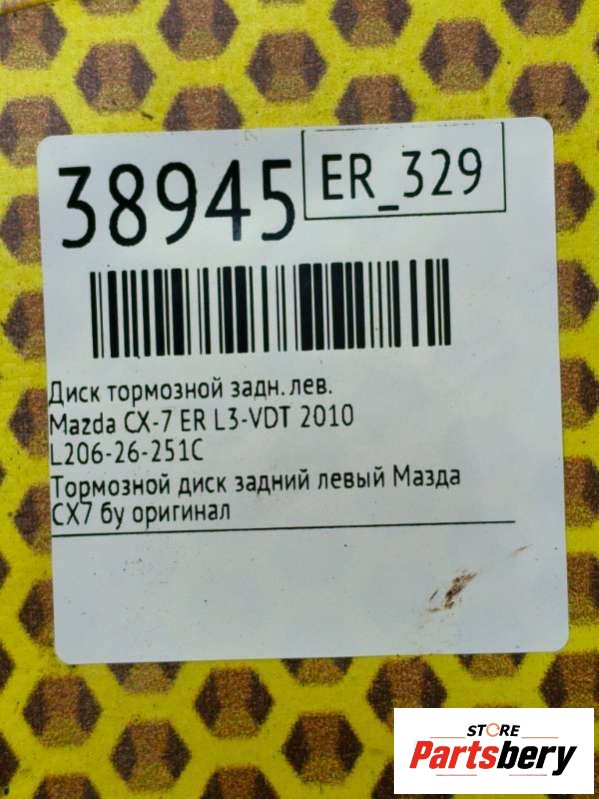 38945
ER_329
Диск тормозной задн. лев.
Mazda CX-7 ER L3-VDT 2010
L206-26-251C
Тормозной диск задний левый Мазда
СХ7 бу оригинал
STORE
Partsbery